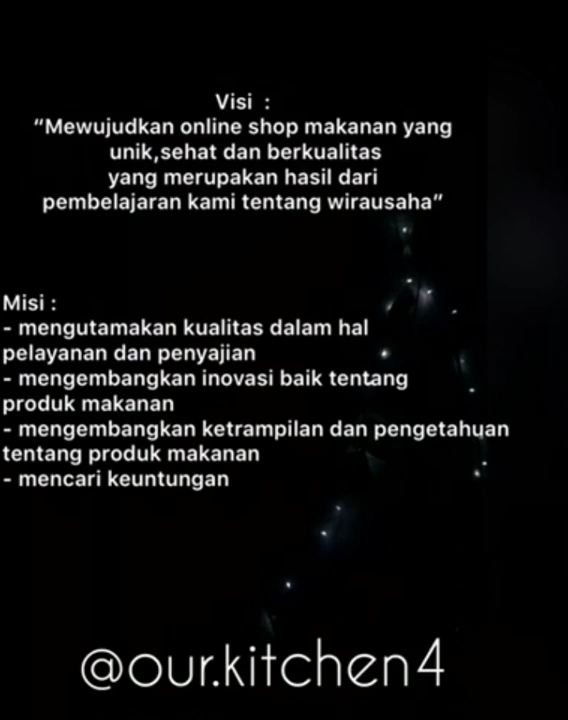 Visi :
“Mewujudkan online shop makanan yang
unik,sehat dan berkualitas
yang merupakan hasil dari
pembelajaran kami tentang wirausaha”
Misi :
- mengutamakan kualitas dalam hal
pelayanan dan penyajian
- mengembangkan inovasi baik tentang
produk makanan
- mengembangkan ketrampilan dan pengetahuan
tentang produk makanan
- mencari keuntungan
@our.kitchen4